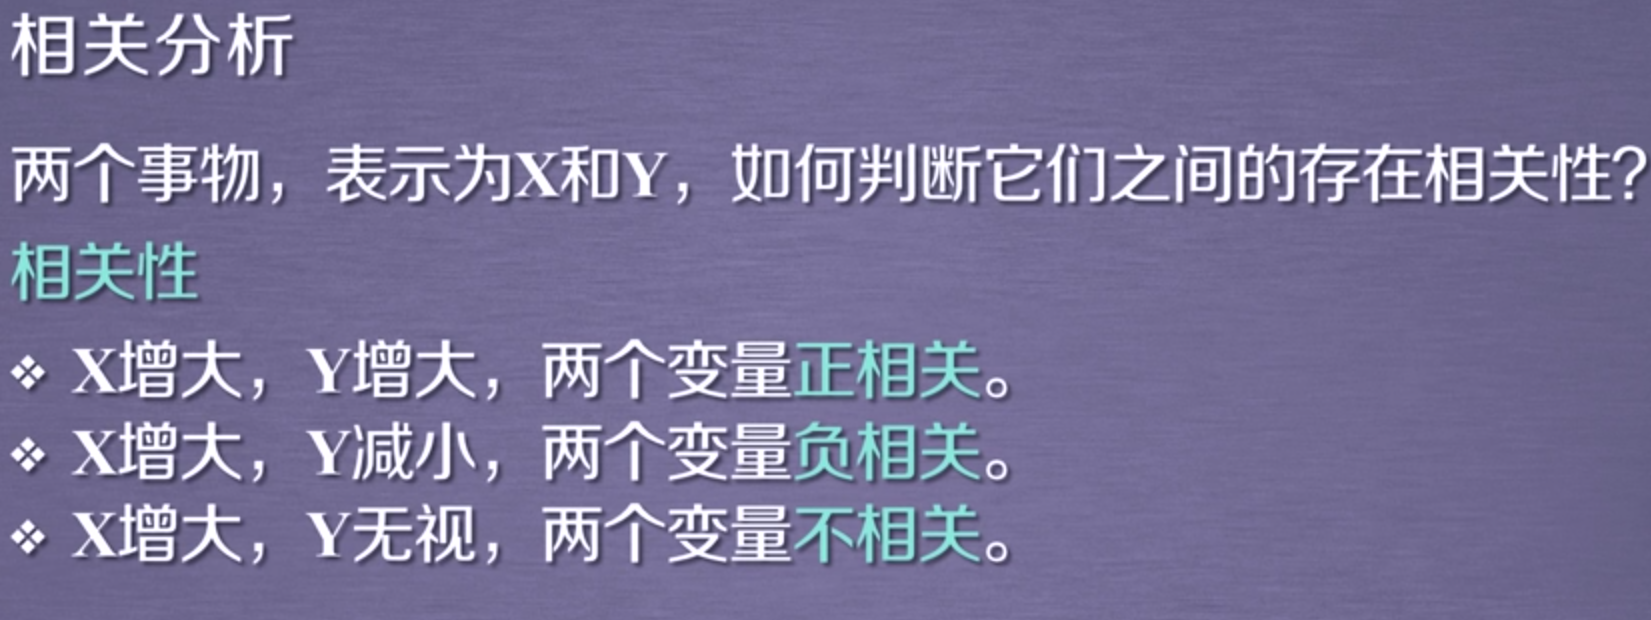 相关分析
两个事物，表示为X和Y，如何判断它们之间的存在相关性?
相关性
❖ X增大，Y增大，两个变量正相关。
❖ X增大，Y减小，两个变量负相关。
❖ X增大，Y无视，两个变量不相关。